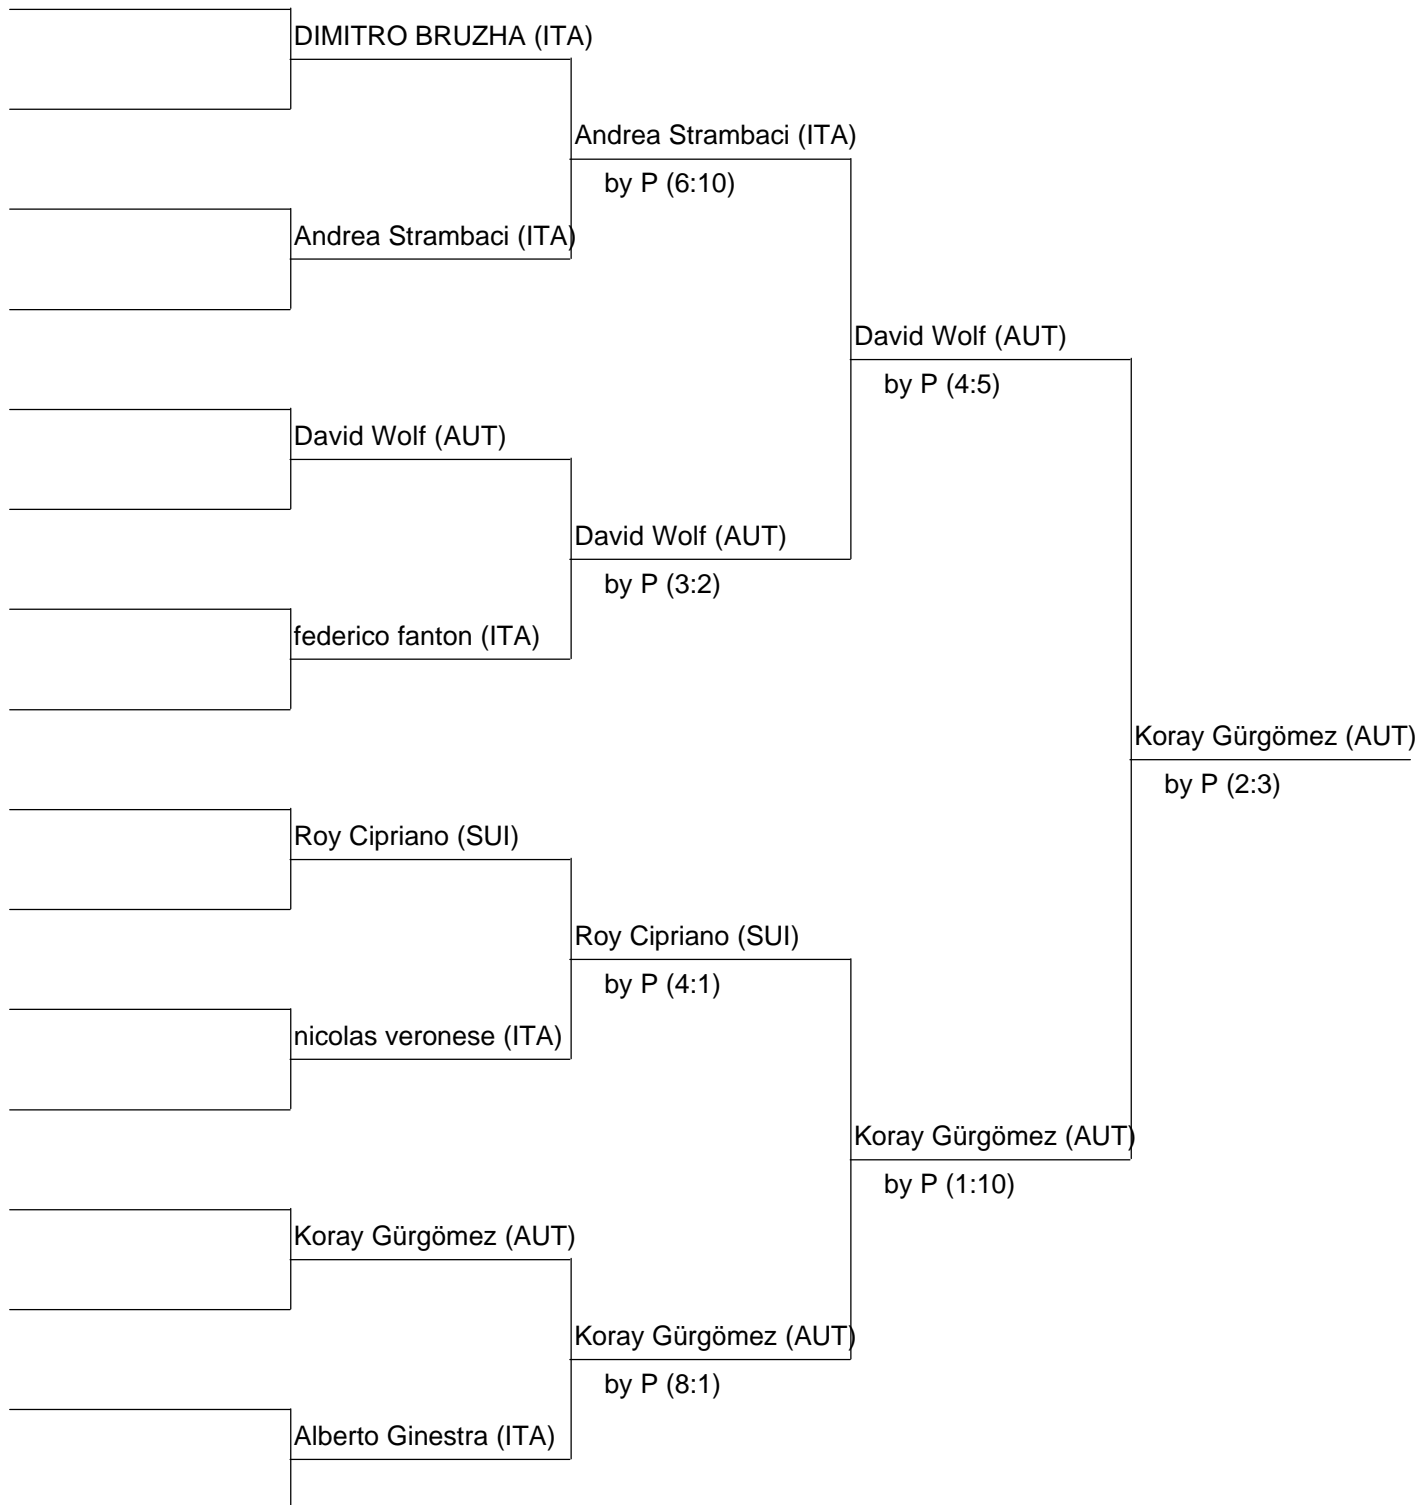 DIMITRO BRUZHA (ITA)
Andrea Strambaci (ITA)
by P (6:10)
Andrea Strambaci (ITA)
David Wolf (AUT)
by P (4:5)
David Wolf (AUT)
David Wolf (AUT)
by P (3:2)
federico fanton (ITA)
Koray Gürgömez (AUT)
by P (2:3)
Roy Cipriano (SUI)
Roy Cipriano (SUI)
by P (4:1)
nicolas veronese (ITA)
Koray Gürgömez (AUT)
by P (1:10)
Koray Gürgömez (AUT)
Koray Gürgömez (AUT)
by P (8:1)
Alberto Ginestra (ITA)